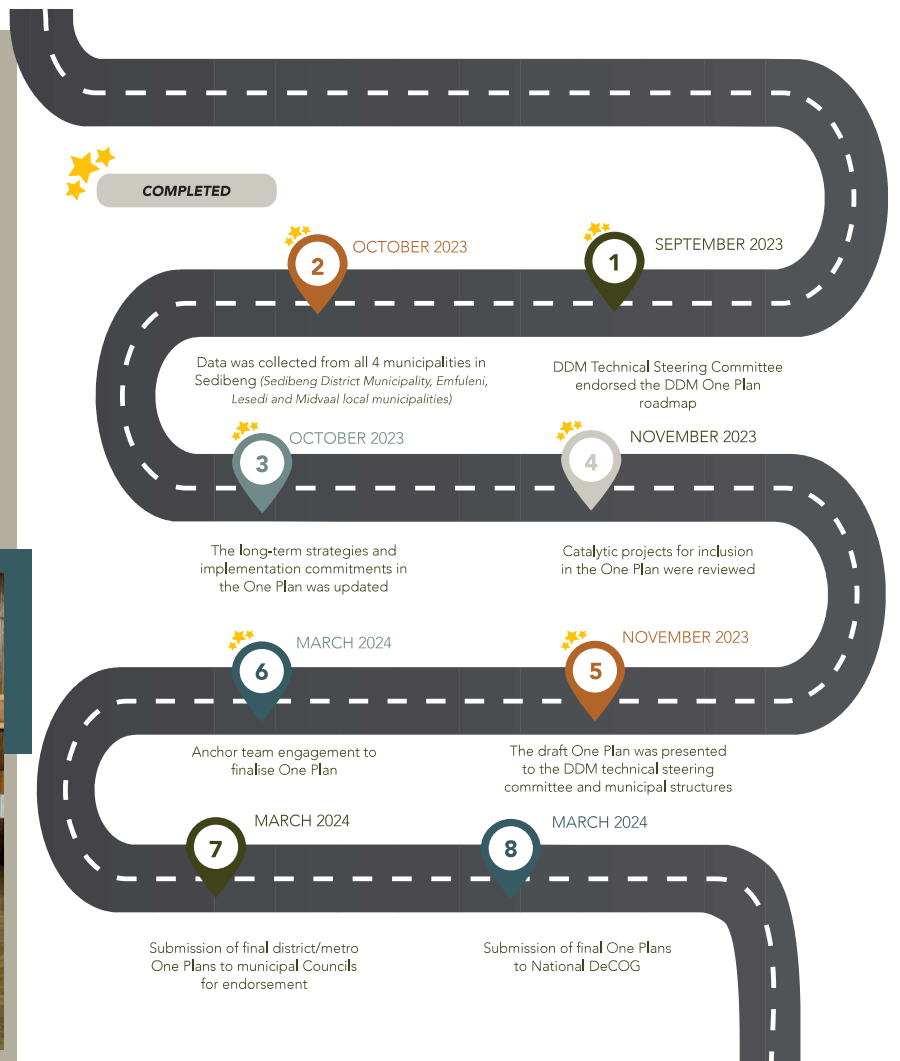 COMPLETED
1
SEPTEMBER 2023
DDM Technical Steering Committee
endorsed the DDM One Plan
roadmap
2
OCTOBER 2023
Data was collected from all 4 municipalities in
Sedibeng (Sedibeng District Municipality, Emfuleni,
Lesedi and Midvaal local municipalities)
3
OCTOBER 2023
The long-term strategies and
implementation commitments in
the One Plan was updated
4
NOVEMBER 2023
Catalytic projects for inclusion
in the One Plan were reviewed
5
NOVEMBER 2023
The draft One Plan was presented
to the DDM technical steering
committee and municipal structures
6
MARCH 2024
Anchor team engagement to
finalise One Plan
7
MARCH 2024
Submission of final district/metro
One Plans to municipal Councils
for endorsement
8
MARCH 2024
Submission of final One Plans
to National DeCOG